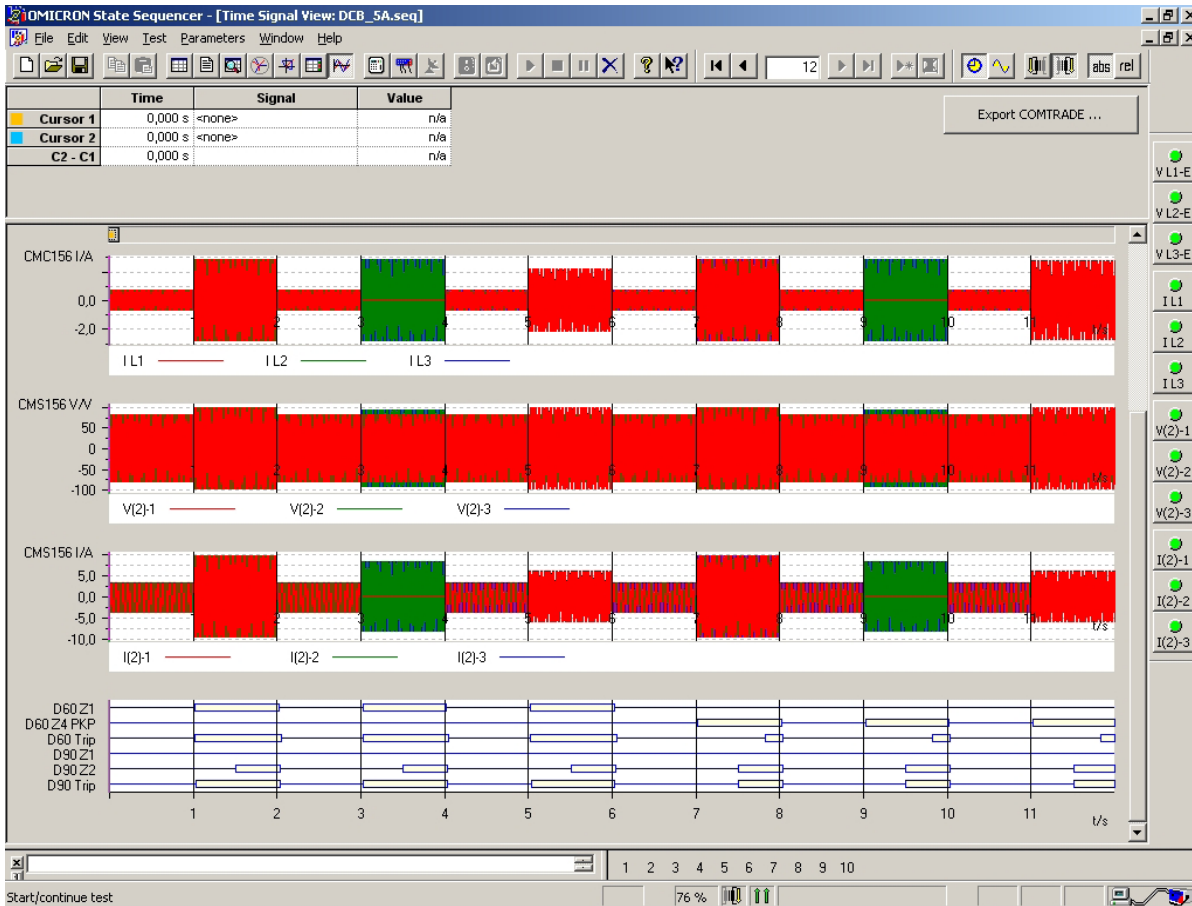 OMICRON State Sequencer - [Time Signal View: DCB_5A.seq]
File Edit View Test Parameters Window Help
12 abs rel
Time Signal Value
Cursor 1 0,000 s <none> n/a
Cursor 2 0,000 s <none> n/a
C2 - C1 0,000 s n/a
Export COMTRADE ...
V L1-E
V L2-E
V L3-E
I L1
I L2
I L3
V(2)-1
V(2)-2
V(2)-3
I(2)-1
I(2)-2
I(2)-3
CMC156 I/A
0,0
-2,0
2 3 4 5 6 7 8 9 10 11 t/s
I L1 I L2 I L3
CMS156 V/V
50
0
-50
-100
2 3 4 5 6 7 8 9 10 11 t/s
V(2)-1 V(2)-2 V(2)-3
CMS156 I/A
5,0
0,0
-5,0
-10,0
2 3 4 5 6 7 8 9 10 11 t/s
I(2)-1 I(2)-2 I(2)-3
D60 Z1
D60 Z4 PKP
D60 Trip
D90 Z1
D90 Z2
D90 Trip
1 2 3 4 5 6 7 8 9 10 11 t/s
1 2 3 4 5 6 7 8 9 10
Start/continue test 76 %